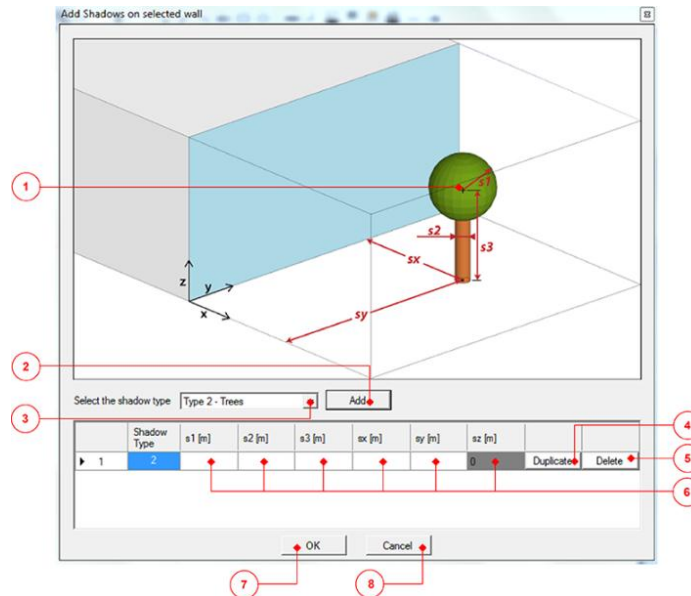 Add Shadows on selected wall
1
s1
s2
s3
sx
sy
z
y
x
2
Select the shadow type Type 2 - Trees Add
3
4
Shadow Type s1 [m] s2 [m] s3 [m] sx [m] sy [m] sz [m]
1 2 0 Duplicate Delete
5
6
OK Cancel
7 8